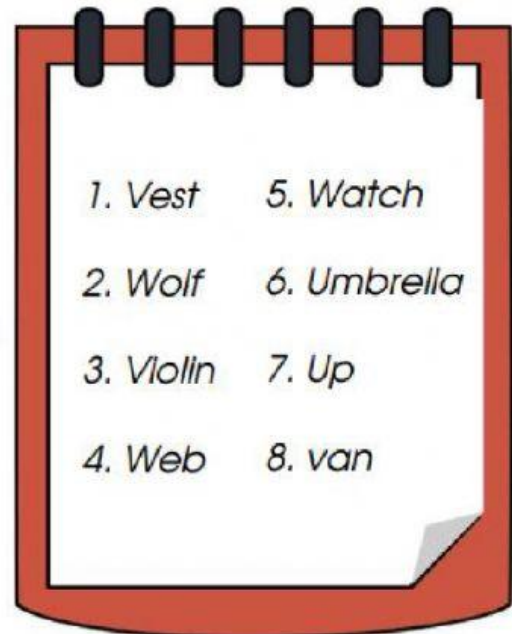 1. Vest
2. Wolf
3. Violin
4. Web
5. Watch
6. Umbrella
7. Up
8. van